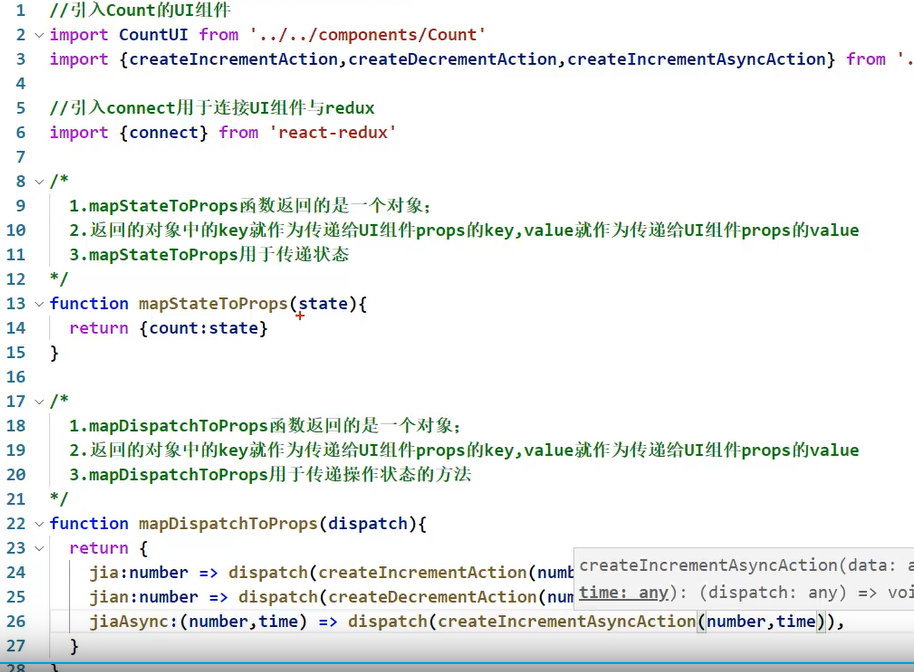 1 //引入Count的UI组件
2 import CountUI from '../../components/Count'
3 import {createIncrementAction,createDecrementAction,createIncrementAsyncAction} from '.
4
5 //引入connect用于连接UI组件与redux
6 import {connect} from 'react-redux'
7
8 /*
9 1.mapStateToProps函数返回的是一个对象;
10 2.返回的对象中的key就作为传递给UI组件props的key,value就作为传递给UI组件props的value
11 3.mapStateToProps用于传递状态
12 */
13 function mapStateToProps(state){
14 return {count:state}
15 }
16
17 /*
18 1.mapDispatchToProps函数返回的是一个对象;
19 2.返回的对象中的key就作为传递给UI组件props的key,value就作为传递给UI组件props的value
20 3.mapDispatchToProps用于传递操作状态的方法
21 */
22 function mapDispatchToProps(dispatch){
23 return {
24 jia:number => dispatch(createIncrementAction(numb
createIncrementAsyncAction(data: a
25 jian:number => dispatch(createDecrementAction(num
time: any): (dispatch: any) => voi
26 jiaAsync:(number,time) => dispatch(createIncrementAsyncAction(number,time)),
27 }
28 }